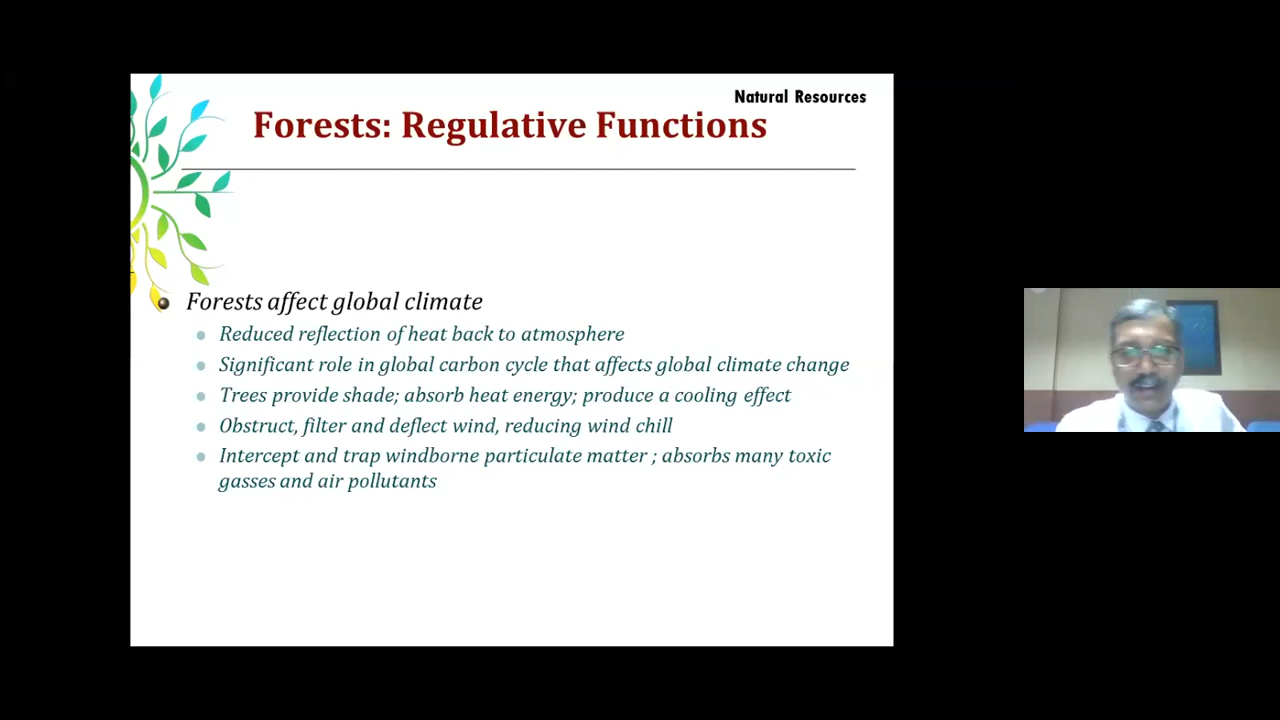 Natural Resources
Forests: Regulative Functions
Forests affect global climate
Reduced reflection of heat back to atmosphere
Significant role in global carbon cycle that affects global climate change
Trees provide shade; absorb heat energy; produce a cooling effect
Obstruct, filter and deflect wind, reducing wind chill
Intercept and trap windborne particulate matter ; absorbs many toxic
gasses and air pollutants